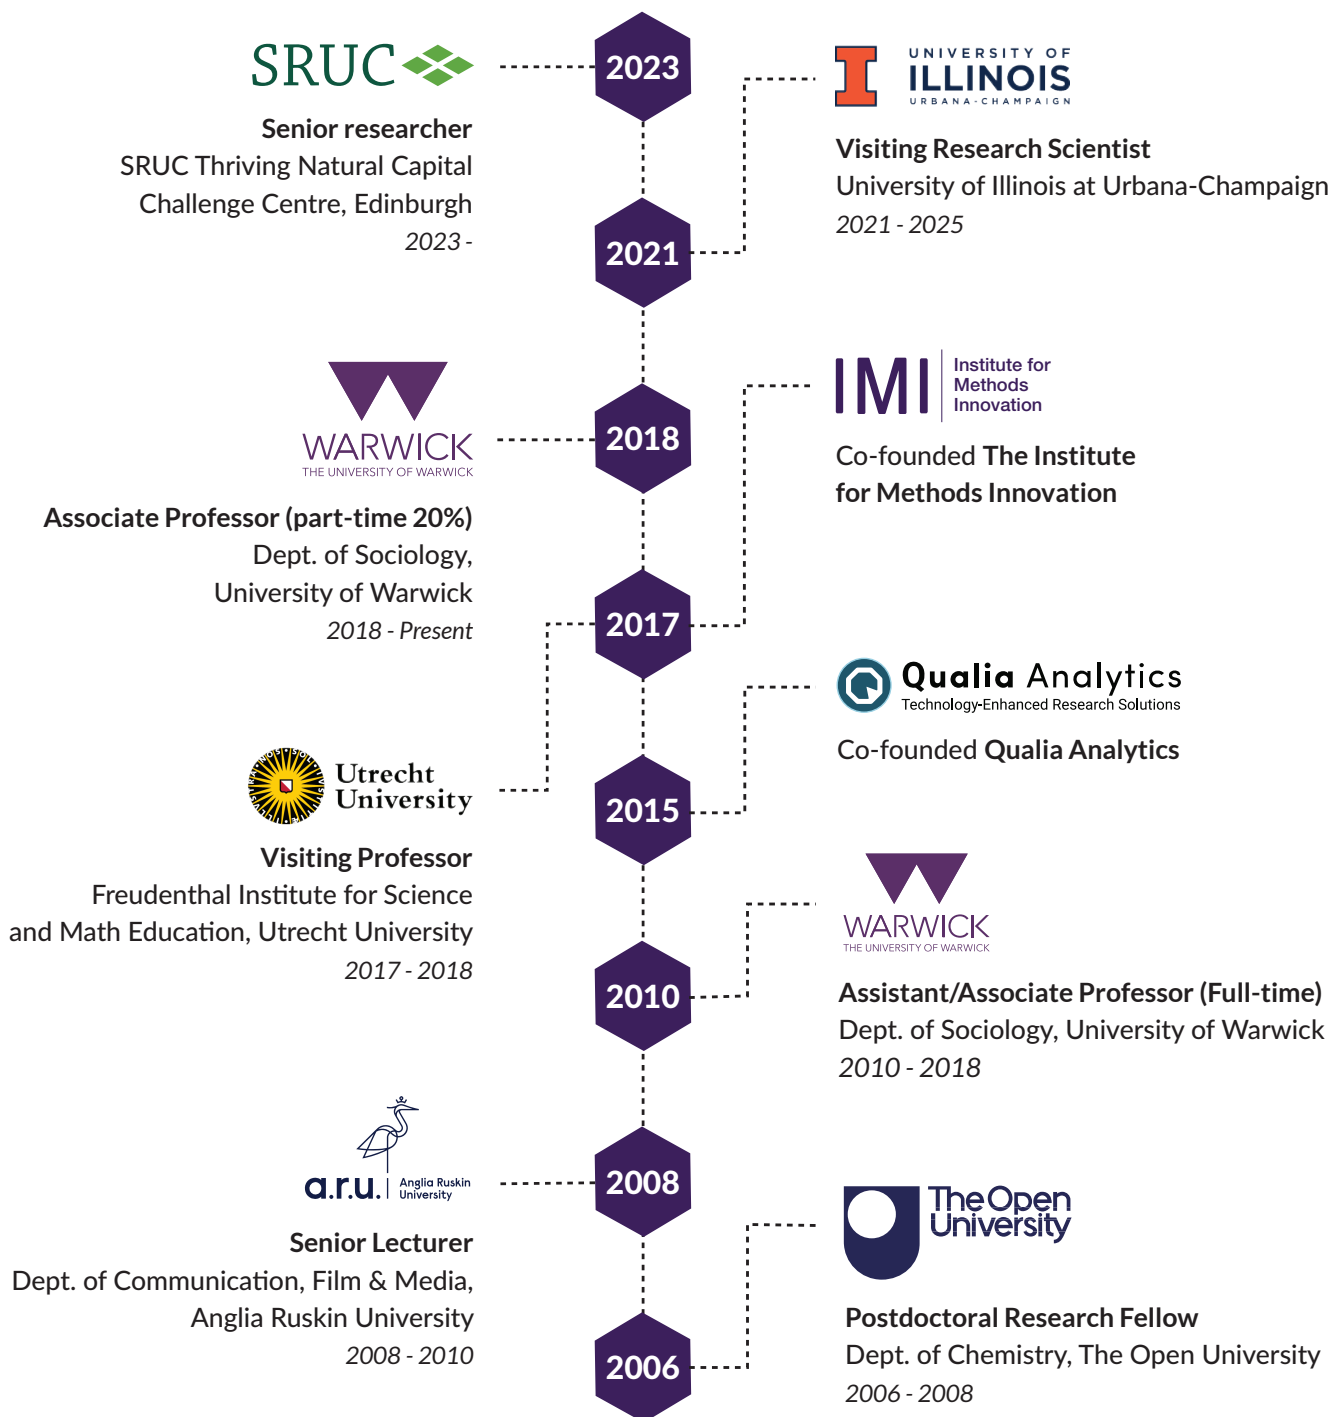 SRUC
2023
Senior researcher
SRUC Thriving Natural Capital
Challenge Centre, Edinburgh
2023 -
UNIVERSITY OF
ILLINOIS
URBANA-CHAMPAIGN
Visiting Research Scientist
University of Illinois at Urbana-Champaign
2021 - 2025
2021
WARWICK
THE UNIVERSITY OF WARWICK
2018
Associate Professor (part-time 20%)
Dept. of Sociology,
University of Warwick
2018 - Present
IMI
Institute for
Methods
Innovation
Co-founded The Institute
for Methods Innovation
2017
Utrecht
University
Visiting Professor
Freudenthal Institute for Science
and Math Education, Utrecht University
2017 - 2018
Qualia Analytics
Technology-Enhanced Research Solutions
Co-founded Qualia Analytics
2015
WARWICK
THE UNIVERSITY OF WARWICK
Assistant/Associate Professor (Full-time)
Dept. of Sociology, University of Warwick
2010 - 2018
2010
a.r.u.
Anglia Ruskin
University
2008
Senior Lecturer
Dept. of Communication, Film & Media,
Anglia Ruskin University
2008 - 2010
The Open
University
Postdoctoral Research Fellow
Dept. of Chemistry, The Open University
2006 - 2008
2006